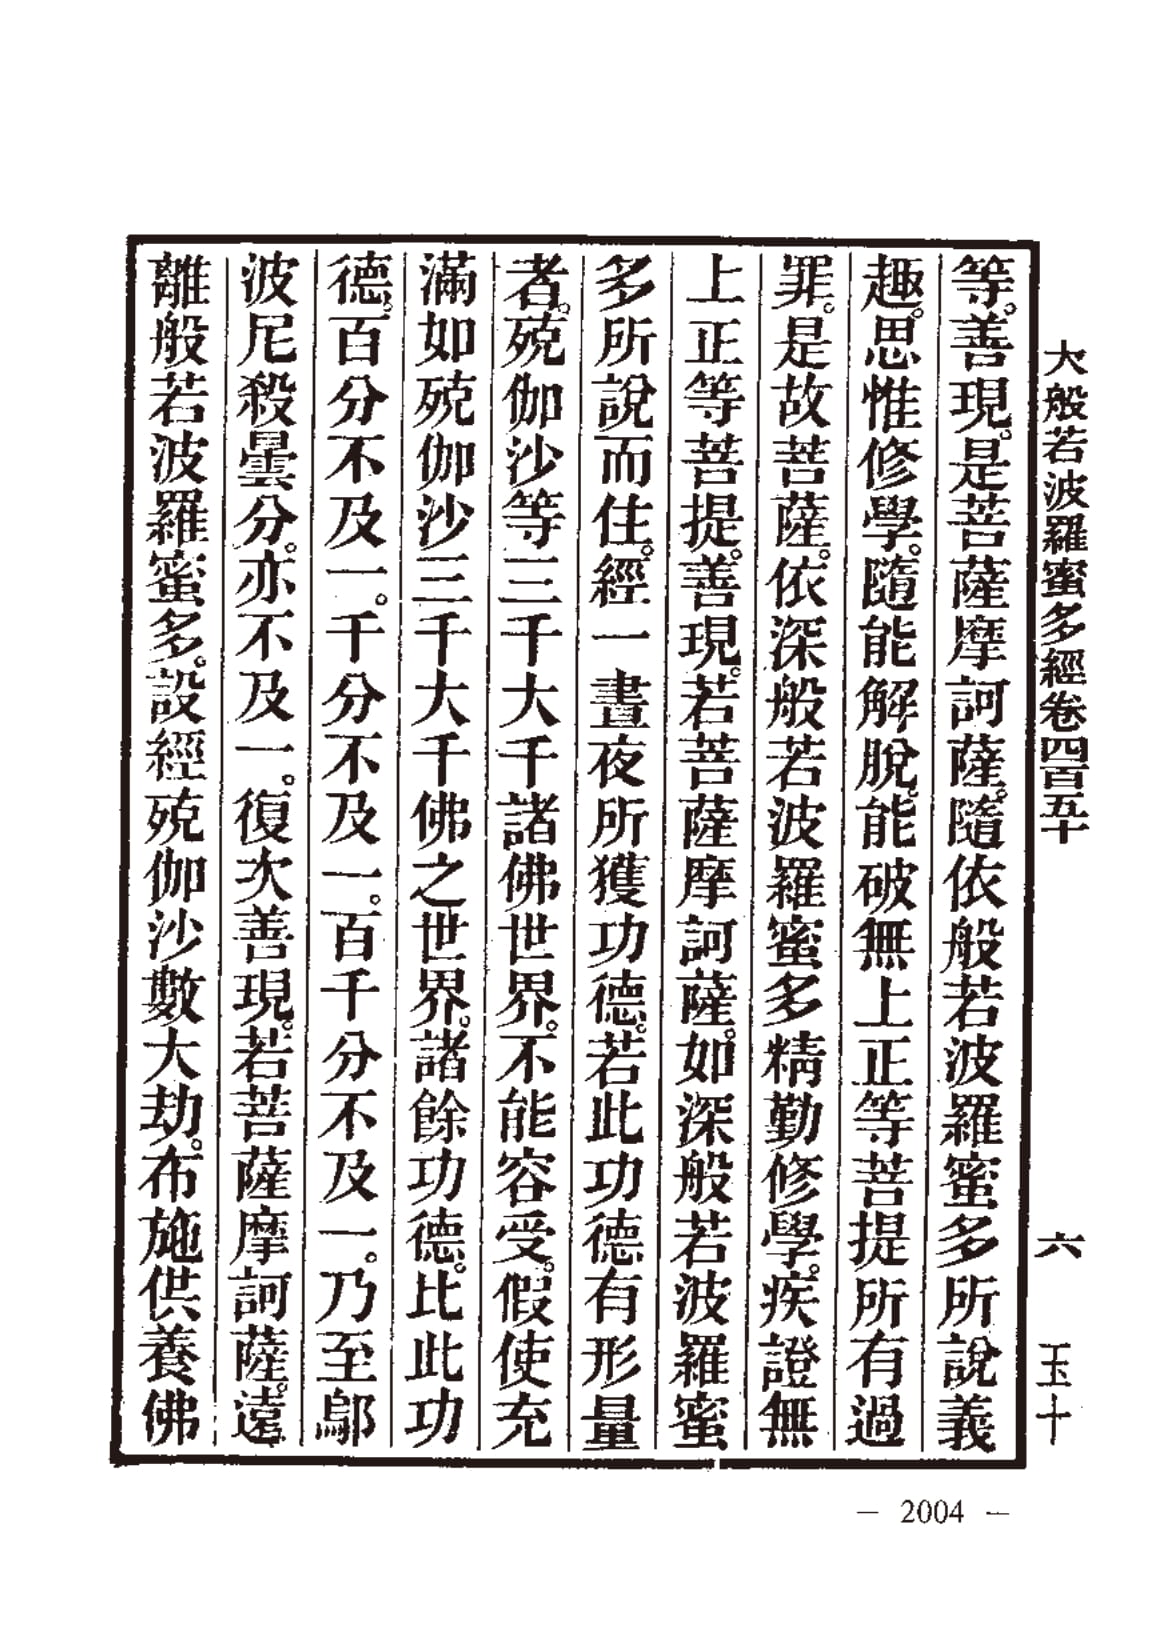 大般若波羅蜜多經卷四百五十 六 玉十
等。善現。是菩薩摩訶薩。隨依般若波羅蜜多所說義
趣。思惟修學。隨能解脫。能破無上正等菩提所有過
罪。是故菩薩。依深般若波羅蜜多精勤修學。疾證無
上正等菩提。善現。若菩薩摩訶薩。如深般若波羅蜜
多所說而住。經一晝夜所獲功德。若此功德有形量
者。殑伽沙等三千大千諸佛世界。不能容受。假使充
滿如殑伽沙三千大千佛之世界。諸餘功德。比此功
德。百分不及一。千分不及一。百千分不及一。乃至鄔
波尼殺曇分。亦不及一。復次善現。若菩薩摩訶薩。遠
離般若波羅蜜多。設經殑伽沙數大劫。布施供養佛
— 2004 —